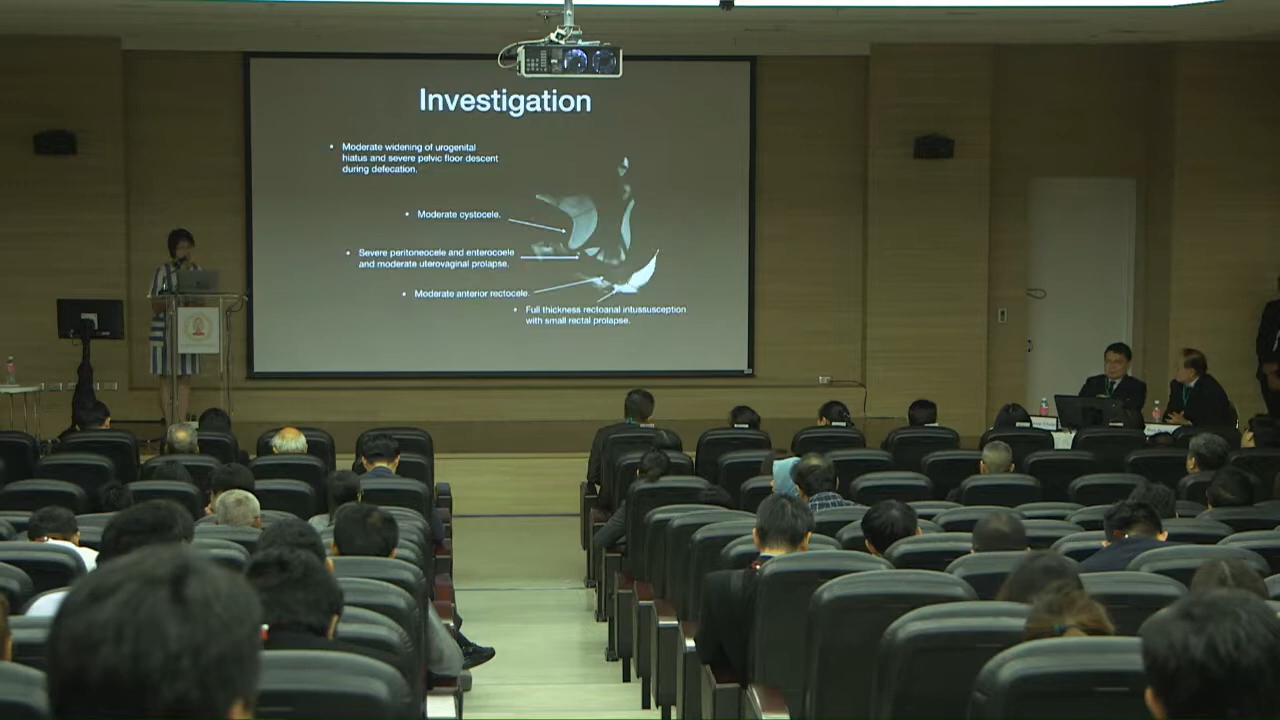 Investigation
• Moderate widening of urogenital
hiatus and severe pelvic floor descent
during defecation.
• Moderate cystocele.
• Severe peritoneocele and enterocoele
and moderate uterovaginal prolapse.
• Moderate anterior rectocele.
• Full thickness rectoanal intussusception
with small rectal prolapse.